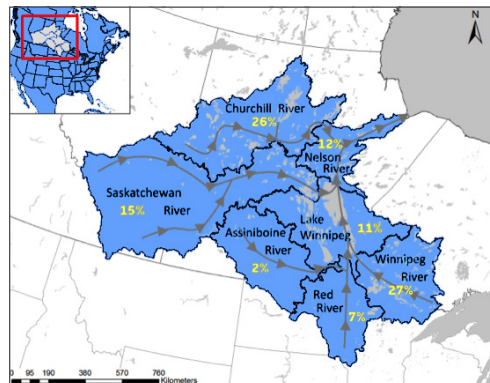 N
Churchill River
26%
12%
Nelson
River
Saskatchewan
15%
River
Lake
Winnipeg
11%
Assiniboine
River
2%
Winnipeg
River
27%
Red
River
7%
0 95 190 380 570 760
Kilometers